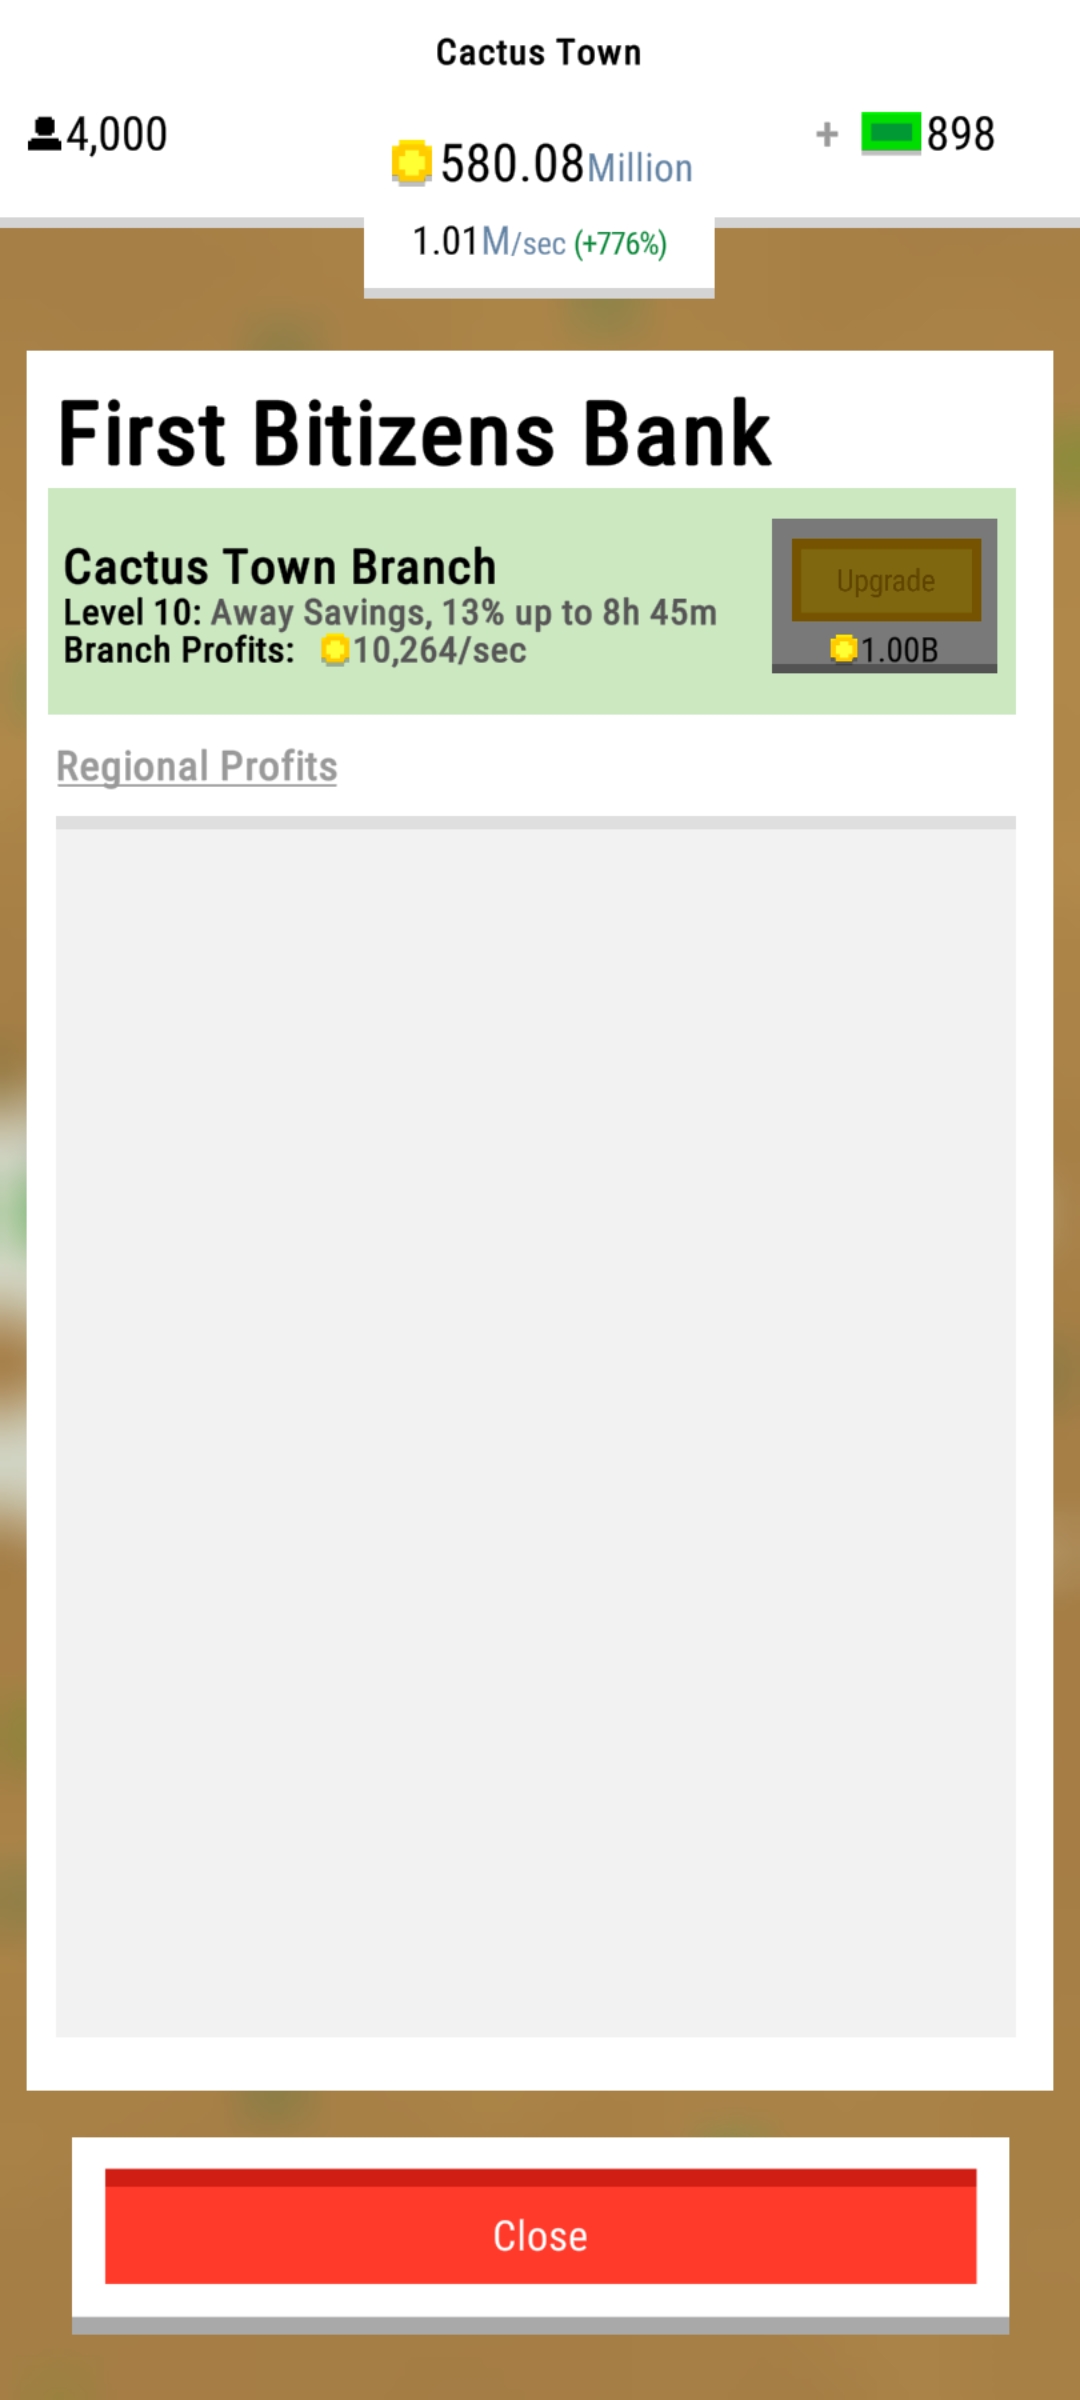 Cactus Town
4,000
580.08Million
+ 898
1.01M/sec (+776%)
First Bitizens Bank
Cactus Town Branch
Level 10: Away Savings, 13% up to 8h 45m
Branch Profits: 10,264/sec
Upgrade
1.00B
Regional Profits
Close